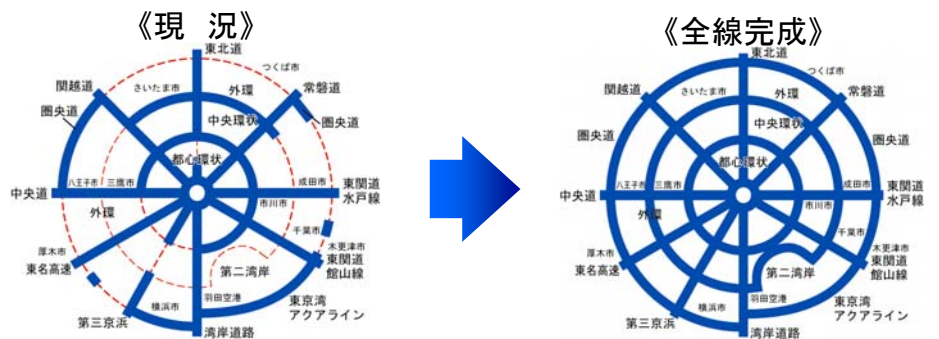 《現　況》
東北道
つくば市
関越道
さいたま市
外環
常磐道
圏央道
中央環状
圏央道
都心環状
中央道
八王子市
三鷹市
成田市
東関道
水戸線
外環
市川市
千葉市
厚木市
東名高速
木更津市
東関道
館山線
第二湾岸
羽田空港
横浜市
第三京浜
東京湾
アクアライン
湾岸道路
《全線完成》
東北道
つくば市
関越道
さいたま市
外環
常磐道
中央環状
圏央道
圏央道
都心環状
中央道
八王子市
三鷹市
成田市
東関道
水戸線
外環
市川市
千葉市
厚木市
東名高速
木更津市
東関道
館山線
第二湾岸
羽田空港
横浜市
第三京浜
東京湾
アクアライン
湾岸道路